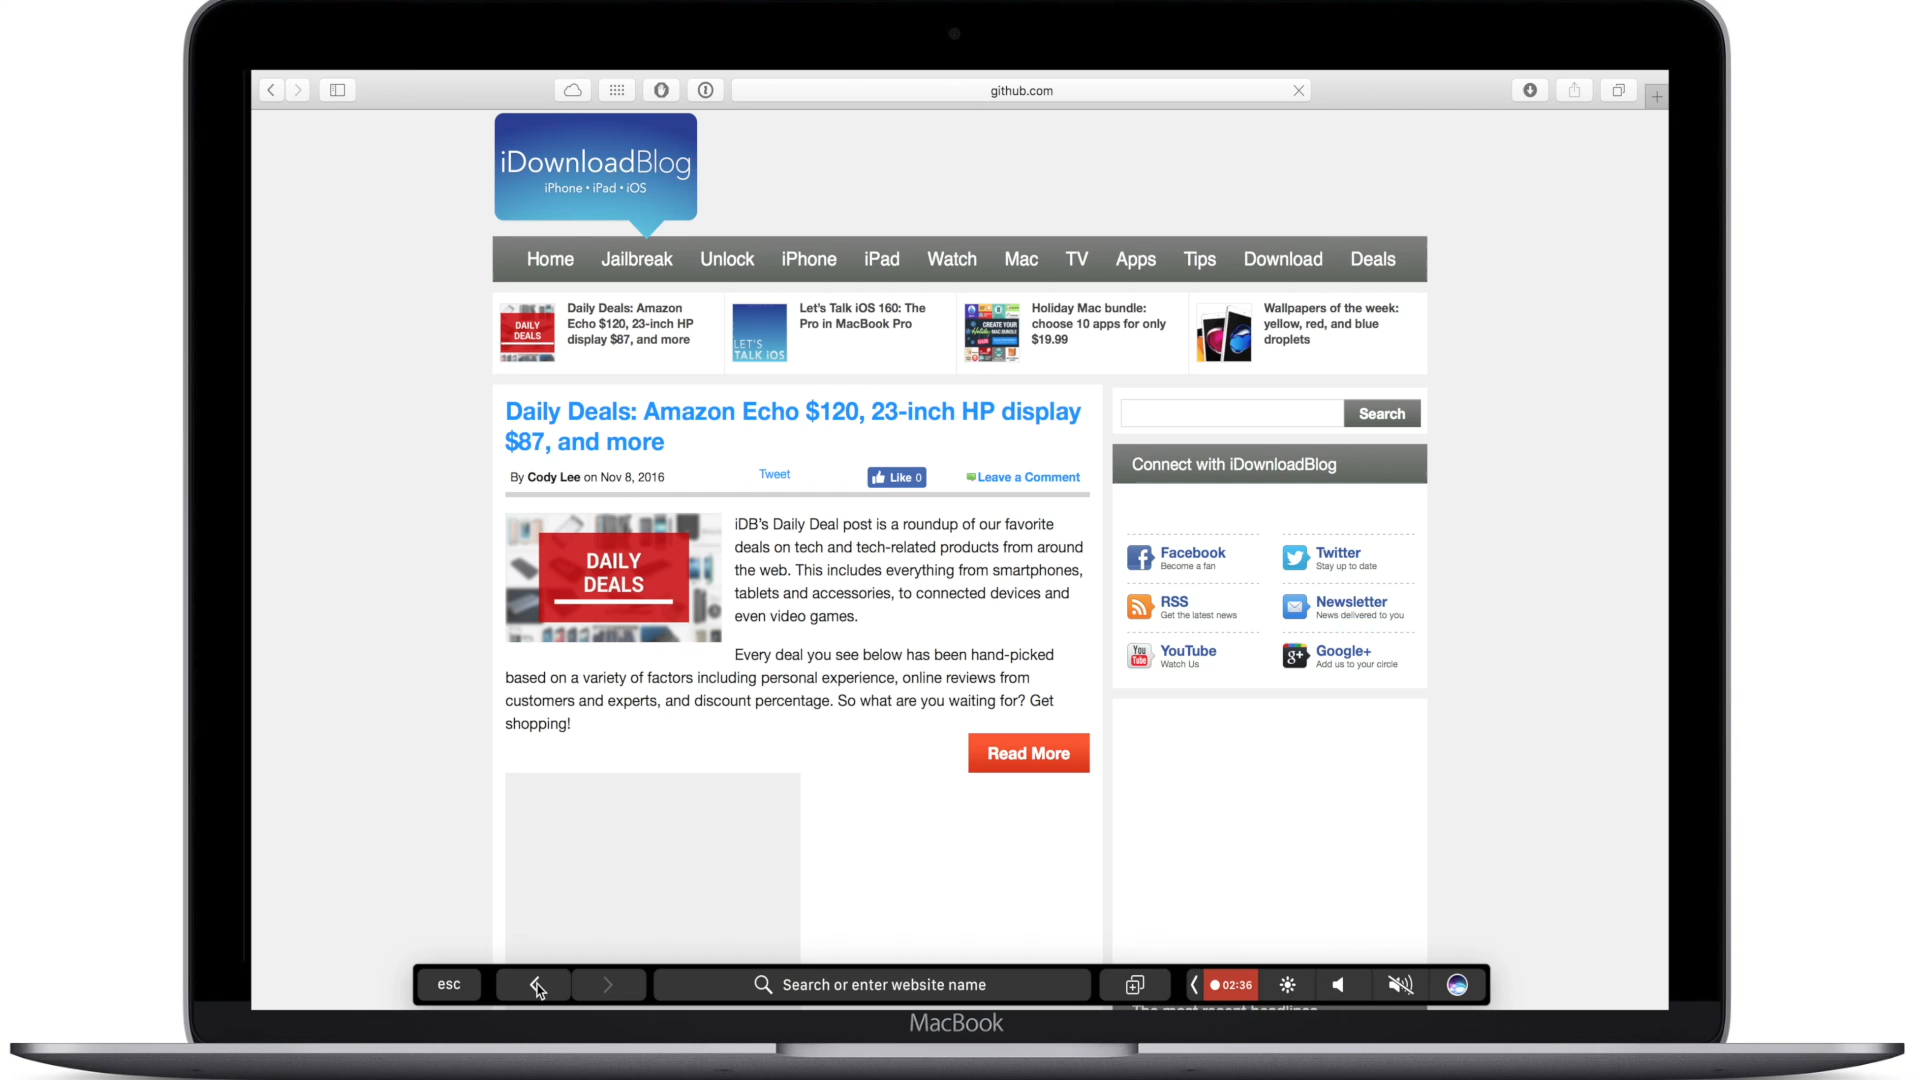 github.com
iDownloadBlog
iPhone • iPad • iOS
Home Jailbreak Unlock iPhone iPad Watch Mac TV Apps Tips Download Deals
DAILY
DEALS
Daily Deals: Amazon
Echo $120, 23-inch HP
display $87, and more
LET'S
TALK iOS
Let's Talk iOS 160: The
Pro in MacBook Pro
CREATE YOUR
Holiday Mac bundle:
choose 10 apps for only
$19.99
Wallpapers of the week:
yellow, red, and blue
droplets
Daily Deals: Amazon Echo $120, 23-inch HP display
$87, and more
By Cody Lee on Nov 8, 2016
Tweet
Like 0
Leave a Comment
DAILY
DEALS
iDB's Daily Deal post is a roundup of our favorite
deals on tech and tech-related products from around
the web. This includes everything from smartphones,
tablets and accessories, to connected devices and
even video games.
Every deal you see below has been hand-picked
based on a variety of factors including personal experience, online reviews from
customers and experts, and discount percentage. So what are you waiting for? Get
shopping!
Read More
Search
Connect with iDownloadBlog
Facebook
Become a fan
Twitter
Stay up to date
RSS
Get the latest news
Newsletter
News delivered to you
You
Tube
YouTube
Watch Us
g+
Google+
Add us to your circle
The most recent headlines
esc
Search or enter website name
02:36
MacBook